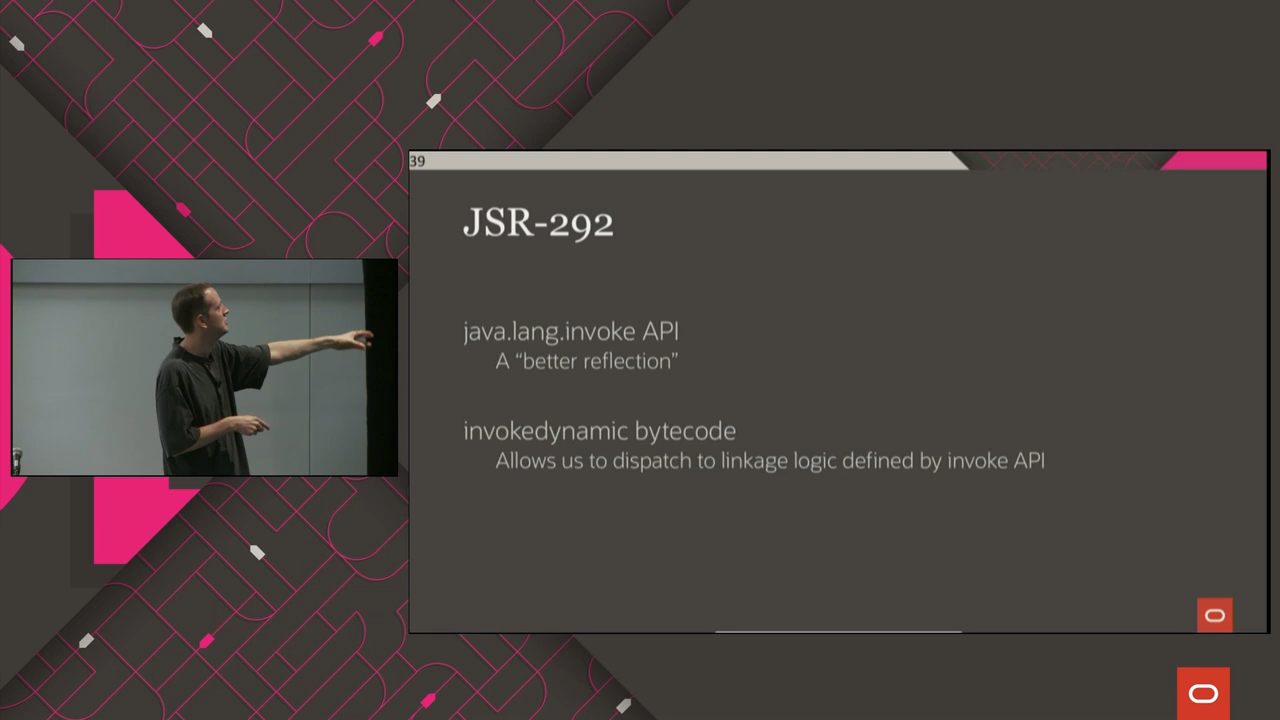 39
JSR-292
java.lang.invoke API
A “better reflection”
invokedynamic bytecode
Allows us to dispatch to linkage logic defined by invoke API